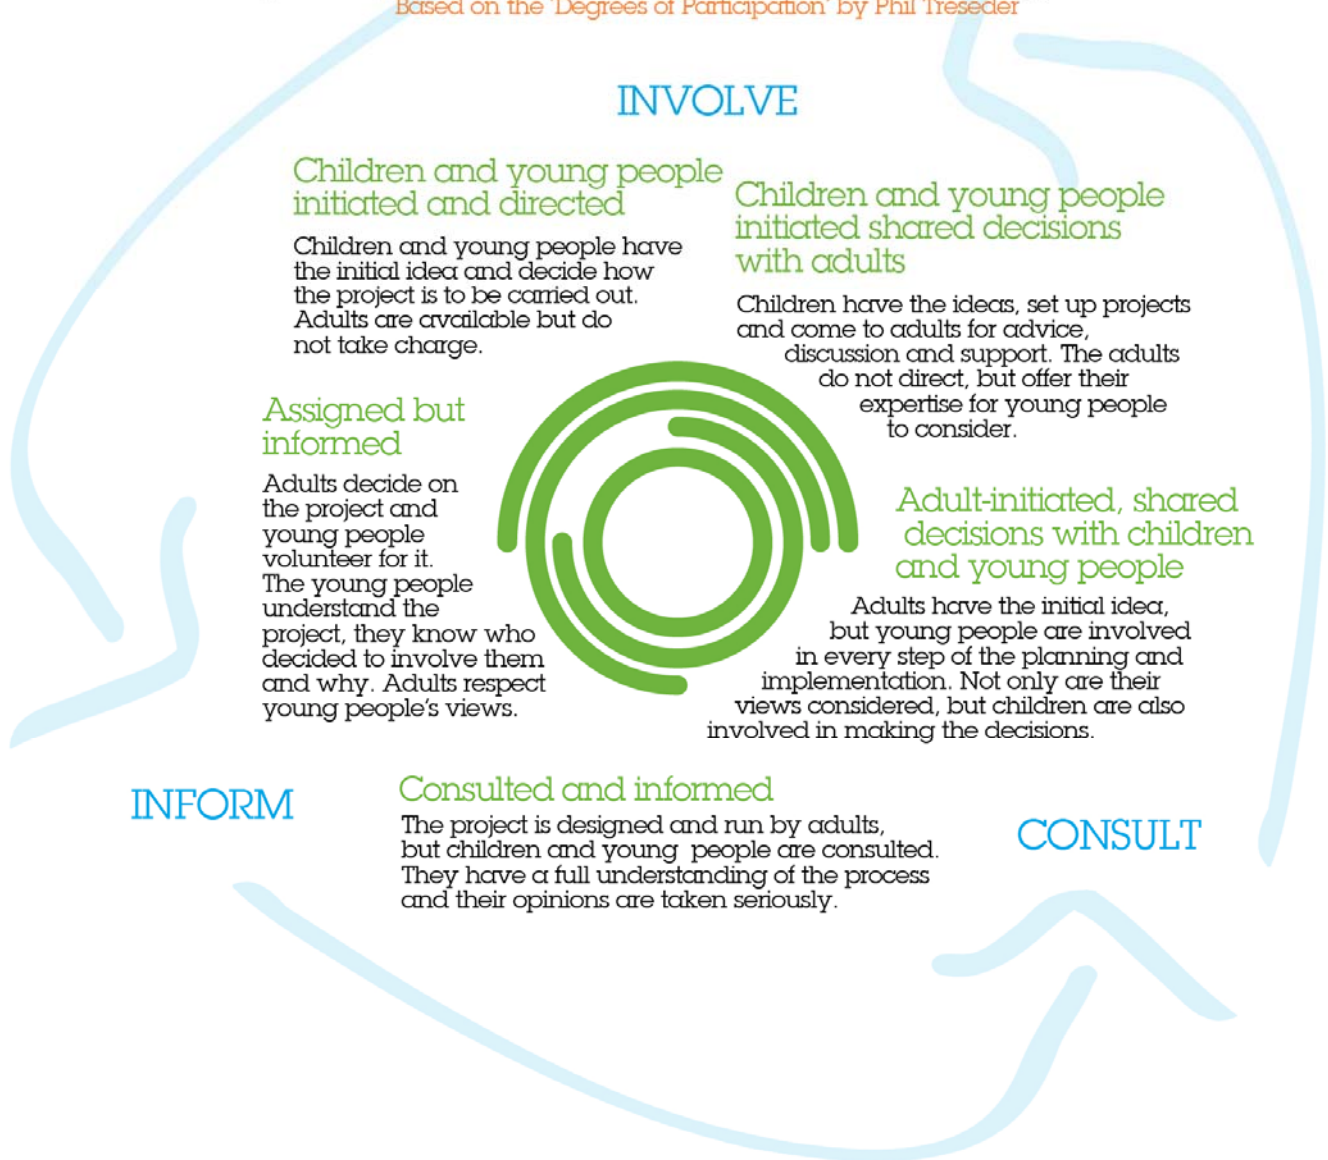 Based on the 'Degrees of Participation' by Phil Treseder
INVOLVE
Children and young people
initiated and directed
Children and young people have
the initial idea and decide how
the project is to be carried out.
Adults are available but do
not take charge.
Children and young people
initiated shared decisions
with adults
Children have the ideas, set up projects
and come to adults for advice,
discussion and support. The adults
do not direct, but offer their
expertise for young people
to consider.
Assigned but
informed
Adults decide on
the project and
young people
volunteer for it.
The young people
understand the
project, they know who
decided to involve them
and why. Adults respect
young people's views.
Adult-initiated, shared
decisions with children
and young people
Adults have the initial idea,
but young people are involved
in every step of the planning and
implementation. Not only are their
views considered, but children are also
involved in making the decisions.
INFORM
Consulted and informed
The project is designed and run by adults,
but children and young people are consulted.
They have a full understanding of the process
and their opinions are taken seriously.
CONSULT